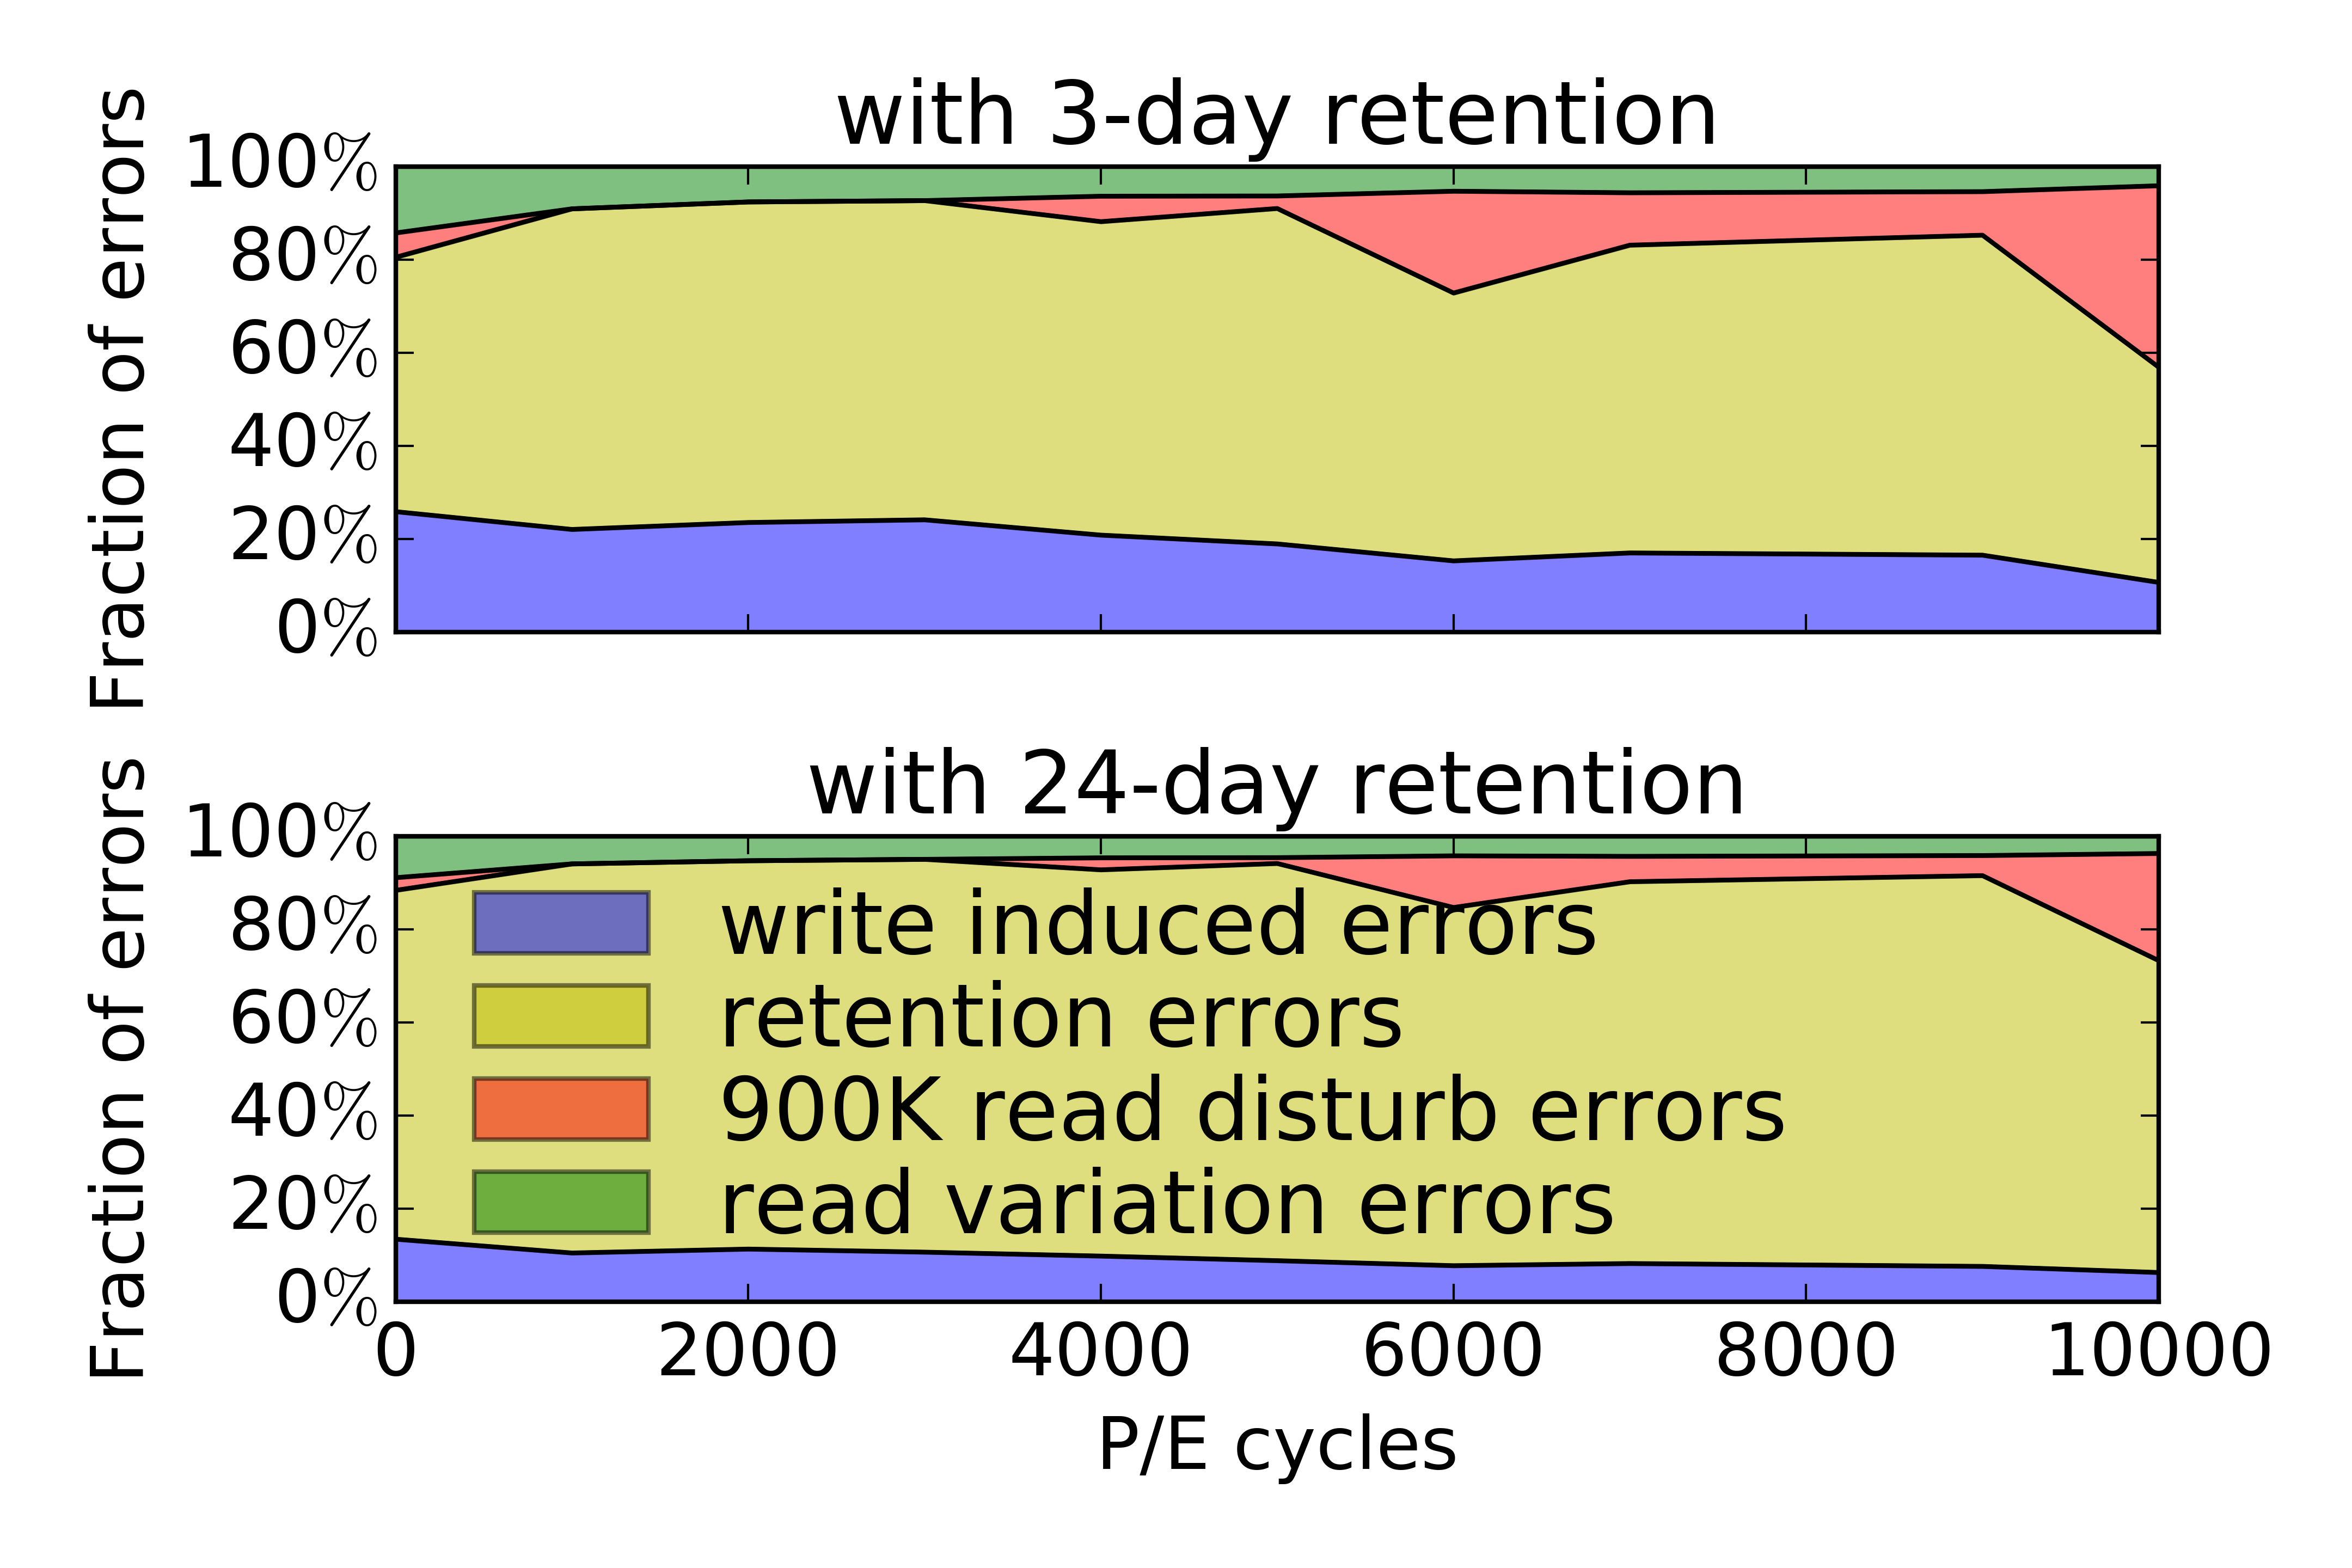 with 3-day retention
Fraction of errors
100%
80%
60%
40%
20%
0%
with 24-day retention
Fraction of errors
100%
80%
60%
40%
20%
0%
write induced errors
retention errors
900K read disturb errors
read variation errors
0 2000 4000 6000 8000 10000
P/E cycles